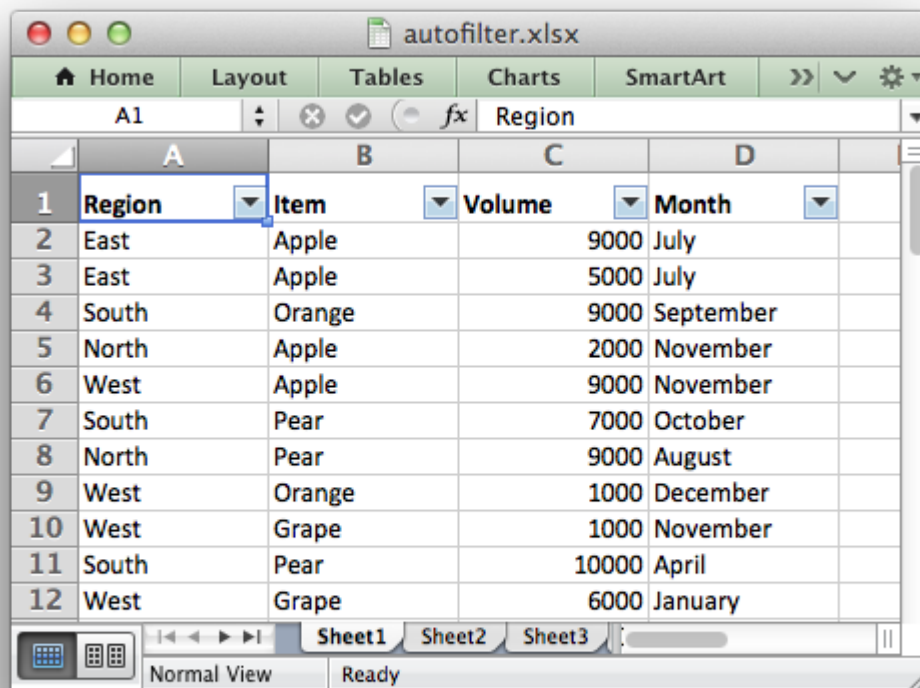 autofilter.xlsx
Home Layout Tables Charts SmartArt
A1 fx Region
A B C D
1 Region Item Volume Month
2 East Apple 9000 July
3 East Apple 5000 July
4 South Orange 9000 September
5 North Apple 2000 November
6 West Apple 9000 November
7 South Pear 7000 October
8 North Pear 9000 August
9 West Orange 1000 December
10 West Grape 1000 November
11 South Pear 10000 April
12 West Grape 6000 January
Sheet1 Sheet2 Sheet3
Normal View Ready